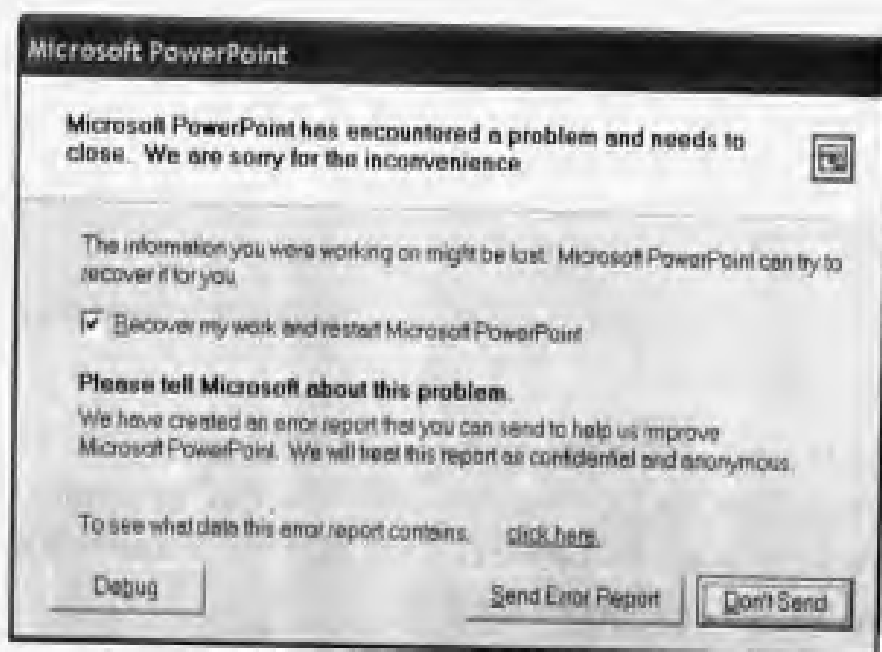 Microsoft PowerPoint
Microsoft PowerPoint has encountered a problem and needs to
close. We are sorry for the inconvenience
The information you were working on might be lost. Microsoft PowerPoint can try to
recover it for you.
Recover my work and restart Microsoft PowerPoint
Please tell Microsoft about this problem.
We have created an error report that you can send to help us improve
Microsoft PowerPoint. We will treat this report as confidential and anonymous.
To see what data this error report contains, click here.
Debug
Send Error Report
Don't Send